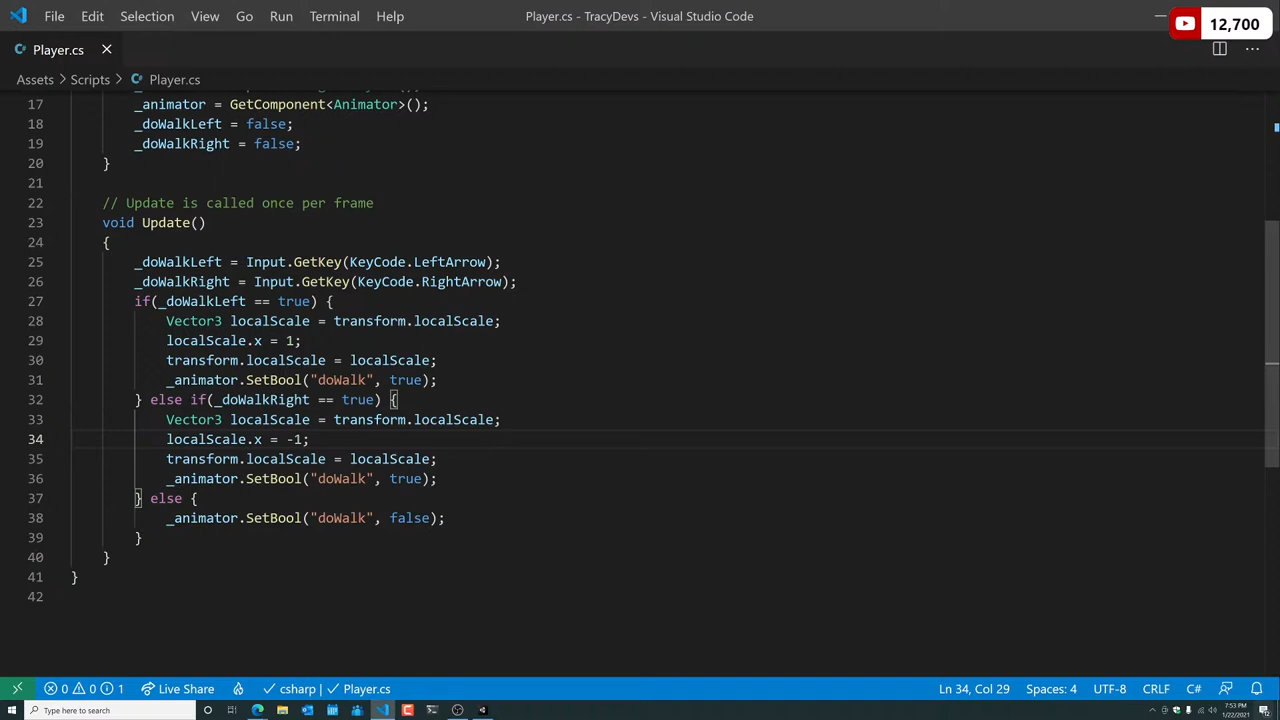 File Edit Selection View Go Run Terminal Help Player.cs - TracyDevs - Visual Studio Code 12,700
Player.cs
Assets > Scripts > Player.cs
17 _animator = GetComponent<Animator>();
18 _doWalkLeft = false;
19 _doWalkRight = false;
20 }
21
22 // Update is called once per frame
23 void Update()
24 {
25 _doWalkLeft = Input.GetKey(KeyCode.LeftArrow);
26 _doWalkRight = Input.GetKey(KeyCode.RightArrow);
27 if(_doWalkLeft == true) {
28 Vector3 localScale = transform.localScale;
29 localScale.x = 1;
30 transform.localScale = localScale;
31 _animator.SetBool("doWalk", true);
32 } else if(_doWalkRight == true) {
33 Vector3 localScale = transform.localScale;
34 localScale.x = -1;
35 transform.localScale = localScale;
36 _animator.SetBool("doWalk", true);
37 } else {
38 _animator.SetBool("doWalk", false);
39 }
40 }
41 }
42
0 0 1 Live Share csharp | Player.cs Ln 34, Col 29 Spaces: 4 UTF-8 CRLF C#
Type here to search 7:53 PM
1/22/2021